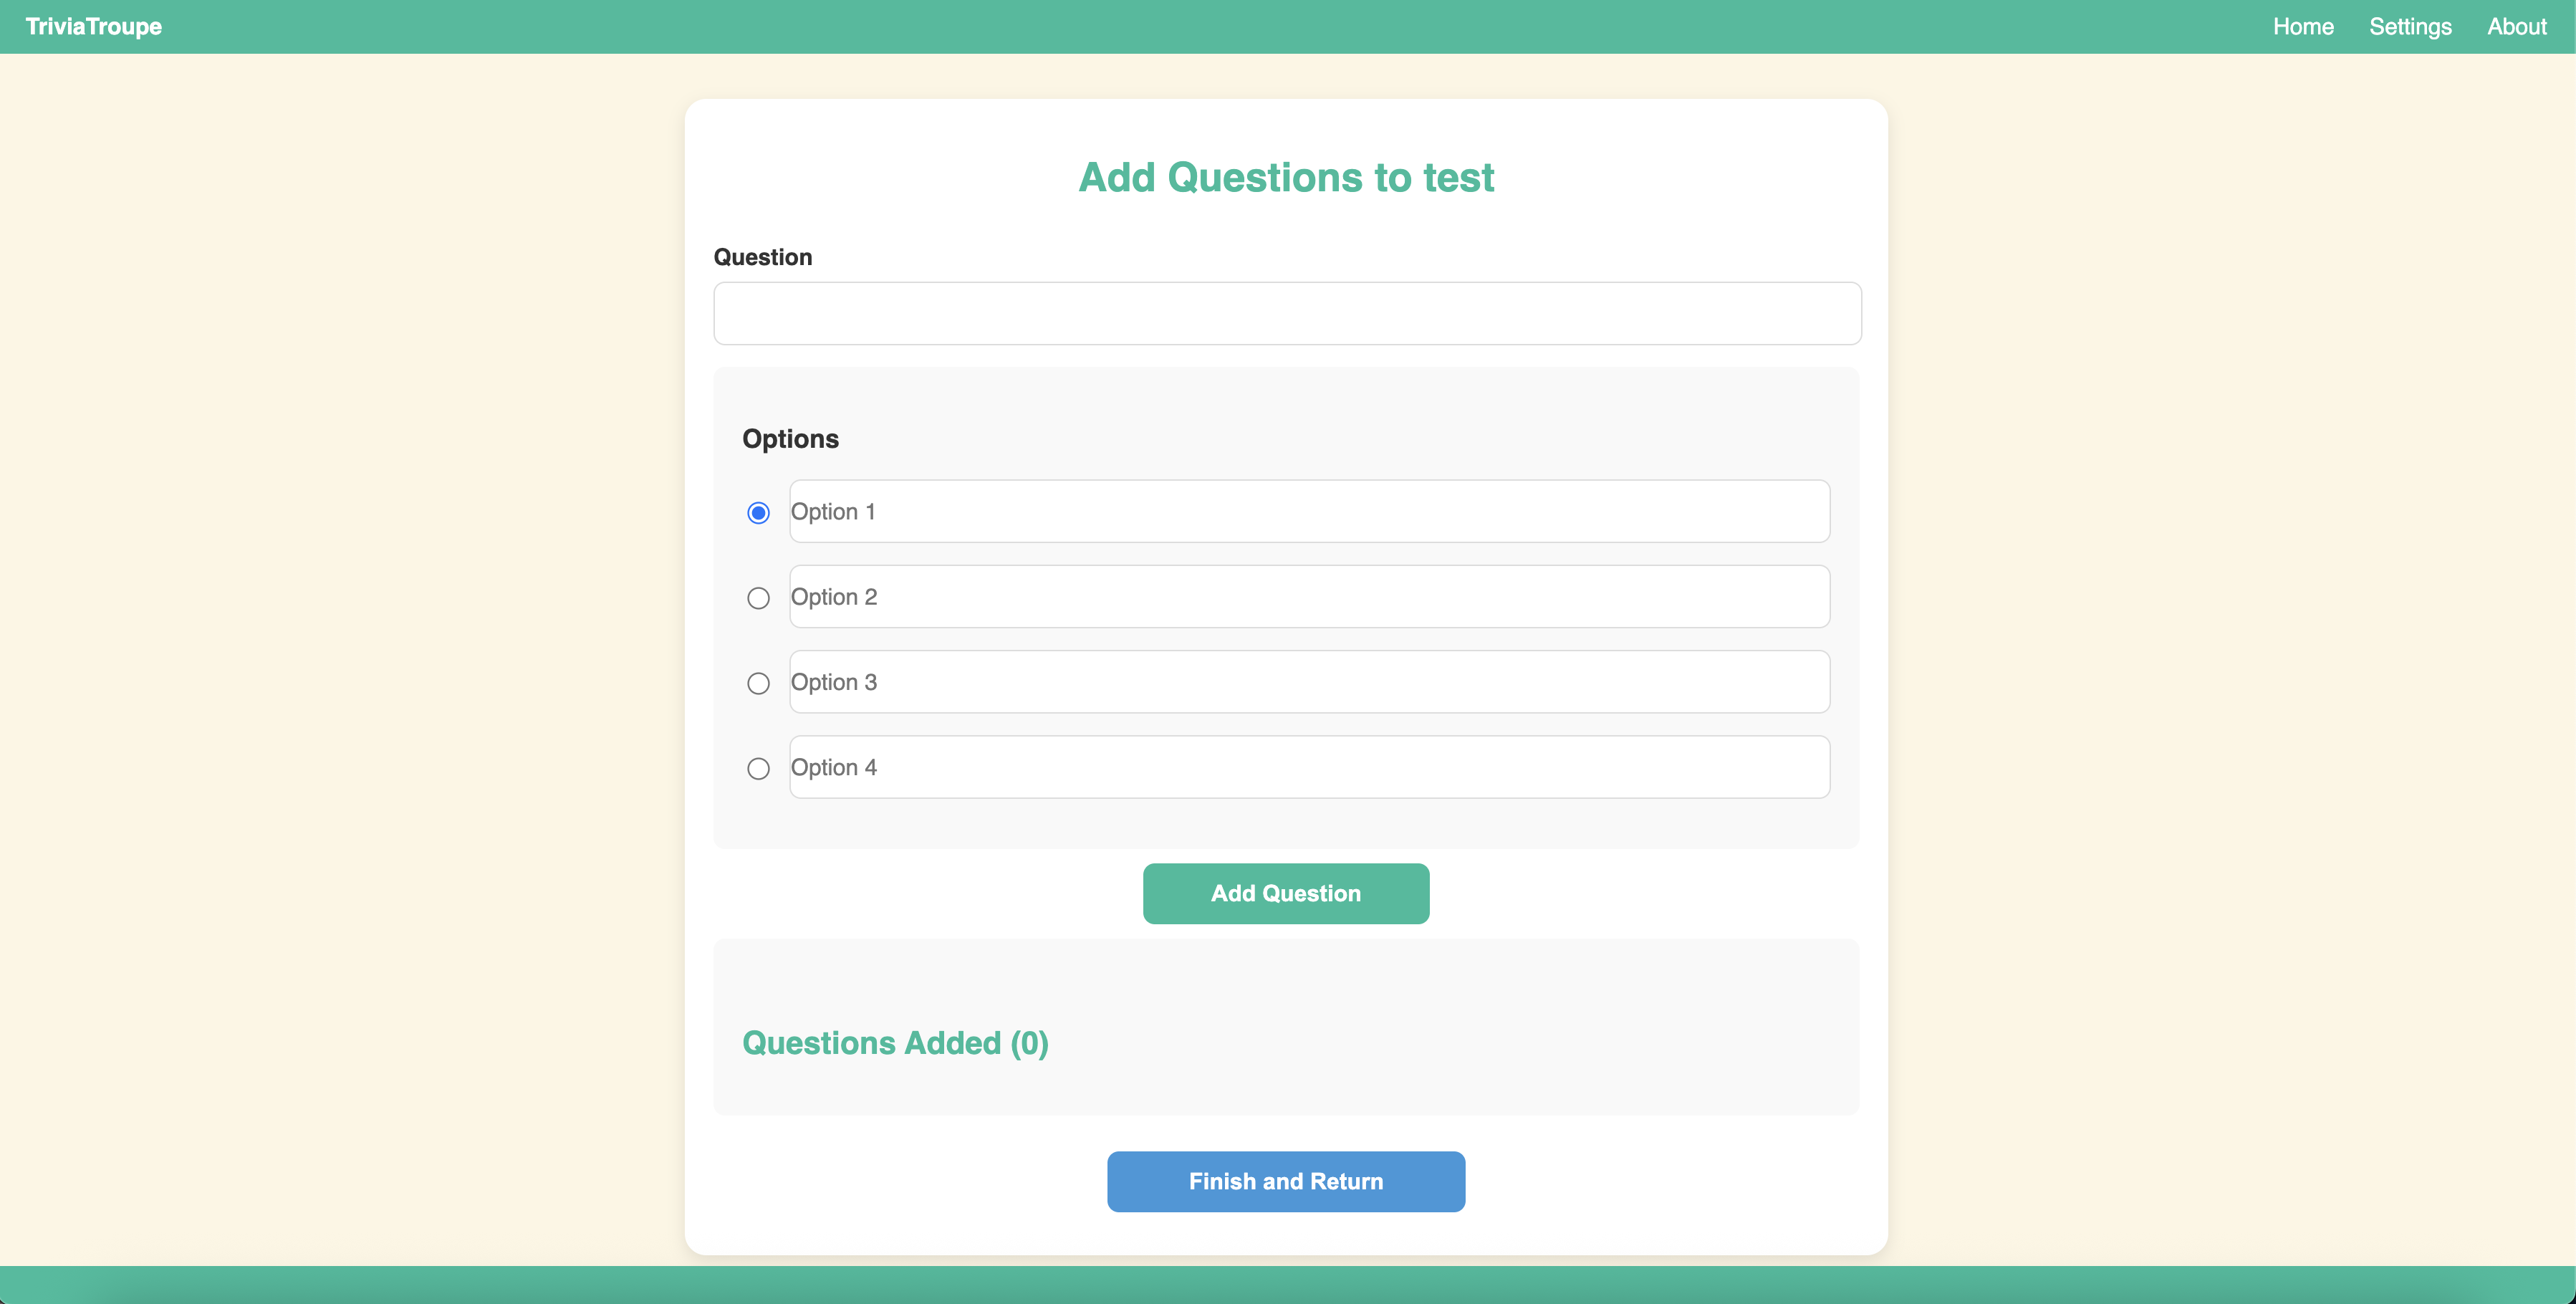 TriviaTroupe Home Settings About
Add Questions to test
Question
Options
Option 1
Option 2
Option 3
Option 4
Add Question
Questions Added (0)
Finish and Return